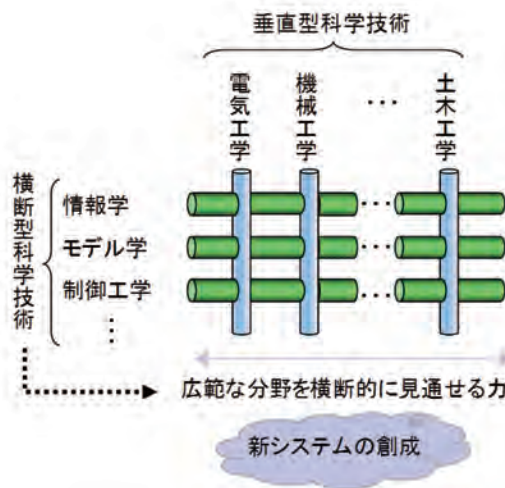 垂直型科学技術
電気工学
機械工学
…
土木工学
横断型科学技術
情報学
モデル学
制御工学
⋮
…
…
…
広範な分野を横断的に見通せる力
新システムの創成